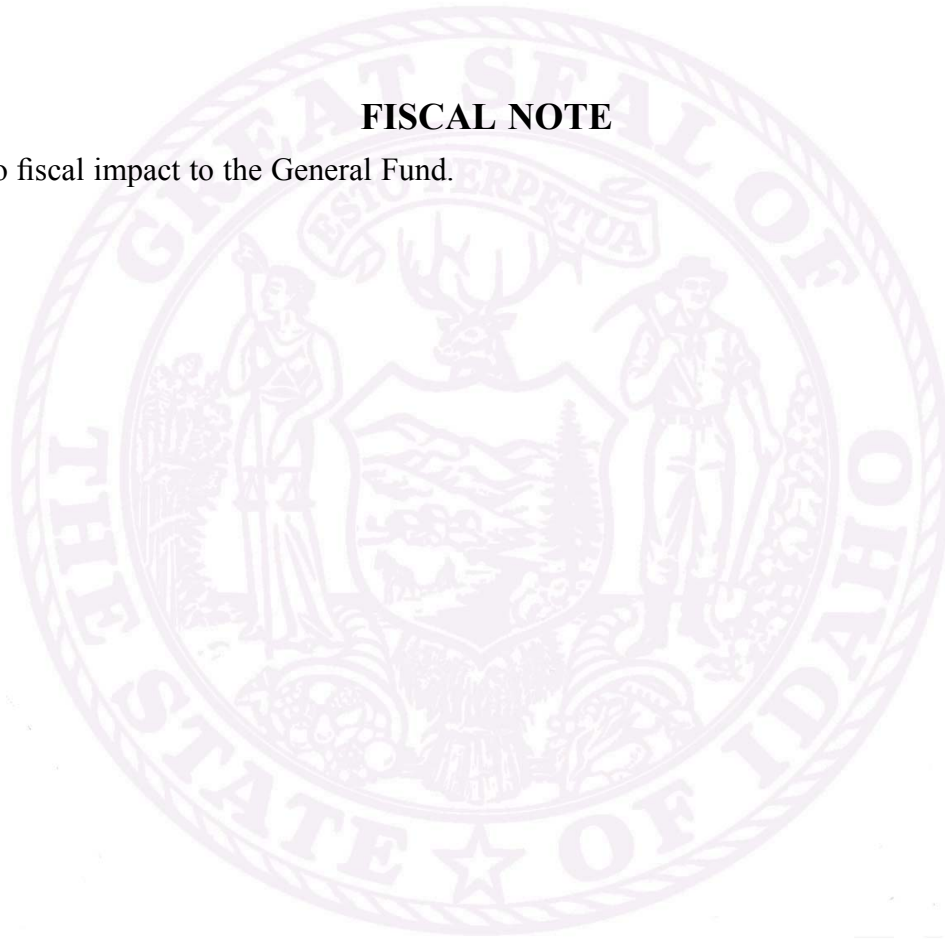 FISCAL NOTE
o fiscal impact to the General Fund.
GREAT SEAL OF
ESTO PERPETUA
THE STATE OF IDAHO